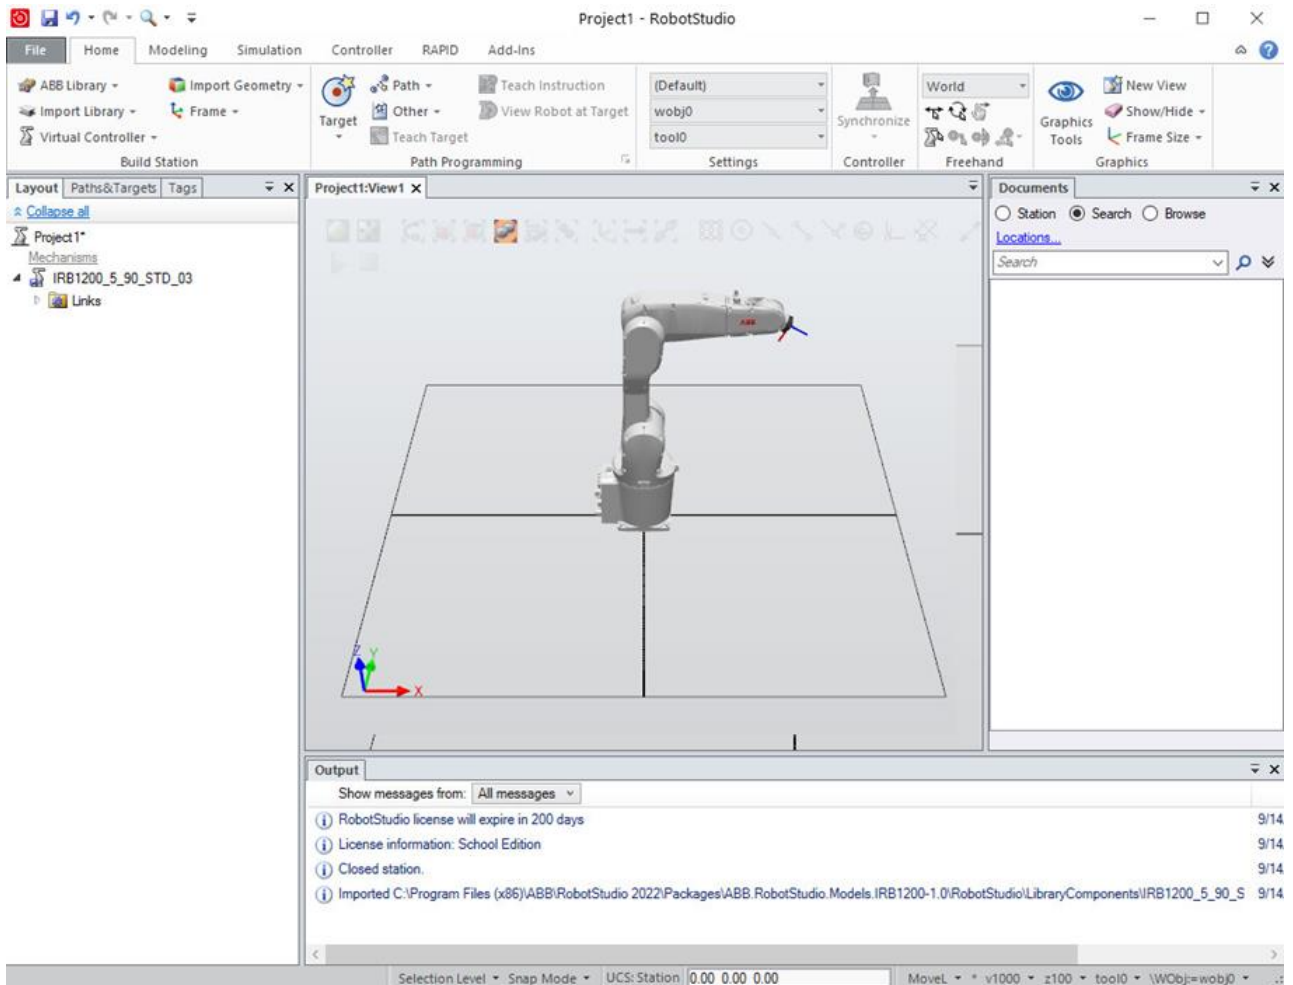 Project1 - RobotStudio
File Home Modeling Simulation Controller RAPID Add-Ins
ABB Library Import Geometry Path Teach Instruction (Default) World New View
Import Library Frame Target Other View Robot at Target wobj0 Synchronize Graphics Tools Show/Hide
Virtual Controller Teach Target tool0 Frame Size
Build Station Path Programming Settings Controller Freehand Graphics
Layout Paths&Targets Tags Project1:View1 Documents
Collapse all Station Search Browse
Project1* Locations...
Mechanisms Search
IRB1200_5_90_STD_03
Links
ABB
Z Y
X
Output
Show messages from: All messages
RobotStudio license will expire in 200 days 9/14
License information: School Edition 9/14
Closed station. 9/14
Imported C:\Program Files (x86)\ABB\RobotStudio 2022\Packages\ABB.RobotStudio.Models.IRB1200-1.0\RobotStudio\LibraryComponents\IRB1200_5_90_S 9/14
Selection Level Snap Mode UCS: Station 0.00 0.00 0.00 MoveL * v1000 z100 tool0 \WObj:=wobj0